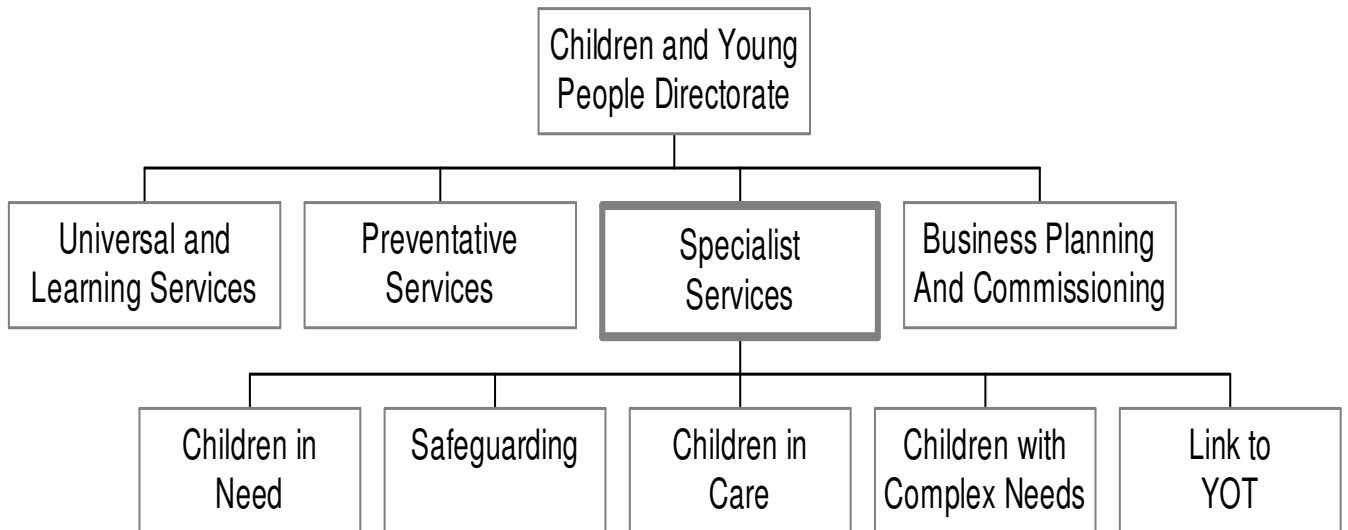 Children and Young
People Directorate
Universal and
Learning Services
Preventative
Services
Specialist
Services
Business Planning
And Commissioning
Children in
Need
Safeguarding
Children in
Care
Children with
Complex Needs
Link to
YOT